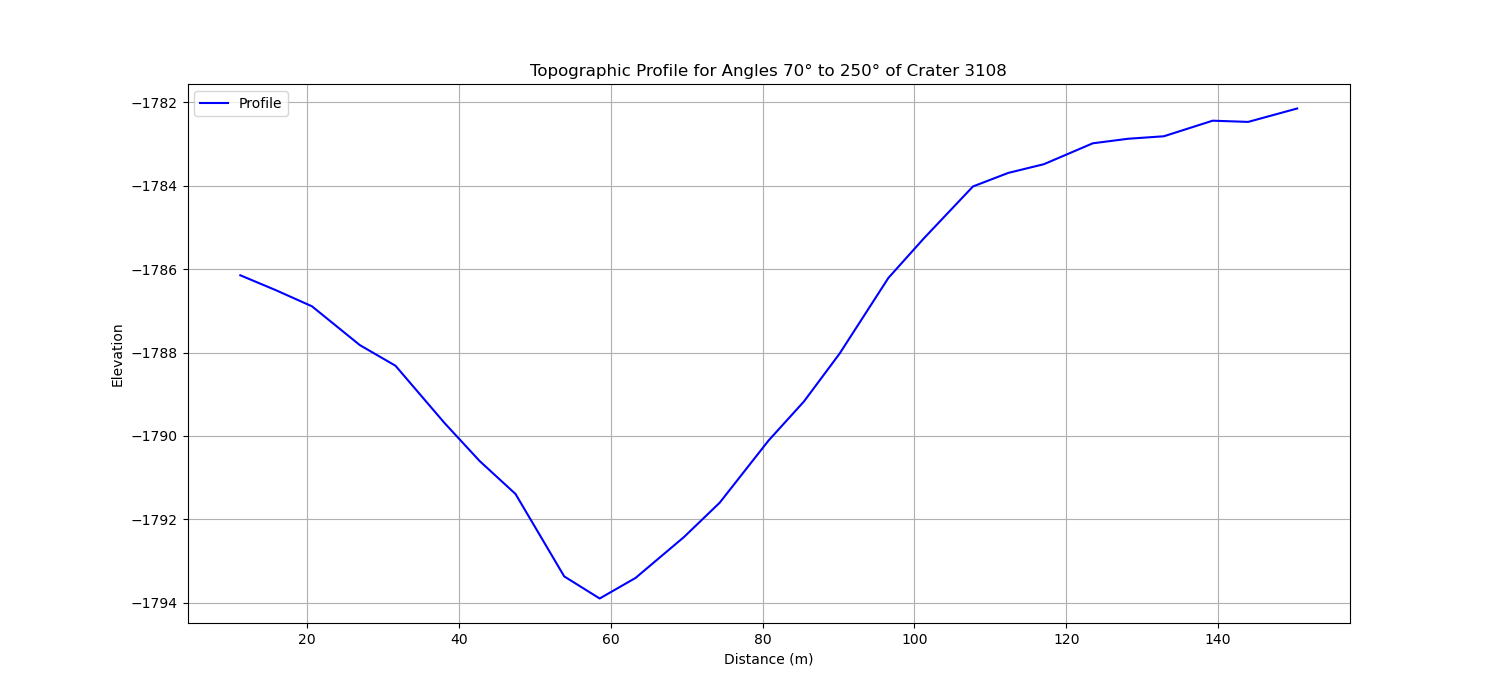 Topographic Profile for Angles 70° to 250° of Crater 3108
Profile
−1782
−1784
−1786
−1788
−1790
−1792
−1794
Elevation
20 40 60 80 100 120 140
Distance (m)